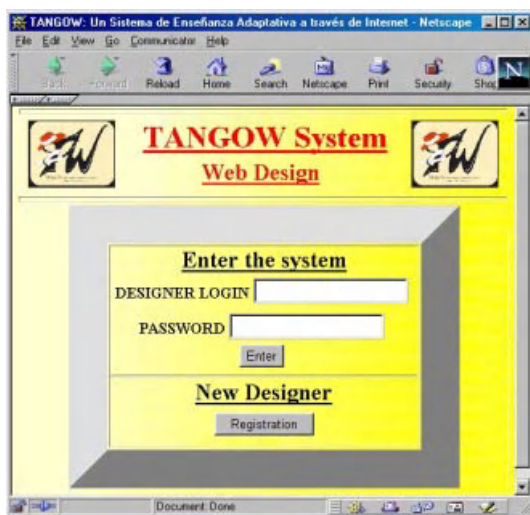 TANGOW: Un Sistema de Enseñanza Adaptativa a través de Internet - Netscape
File Edit View Go Communicator Help
Back Forward Reload Home Search Netscape Print Security Shop
N
TANGOW System
Web Design
Enter the system
DESIGNER LOGIN
PASSWORD
Enter
New Designer
Registration
Document: Done